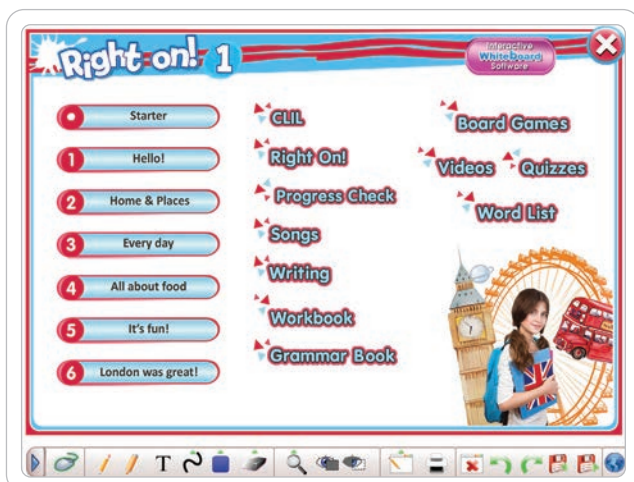 Right on! 1
Interactive
WhiteBoard
Software
Starter
1 Hello!
2 Home & Places
3 Every day
4 All about food
5 It's fun!
6 London was great!
CLIL
Right On!
Progress Check
Songs
Writing
Workbook
Grammar Book
Board Games
Videos
Quizzes
Word List
T